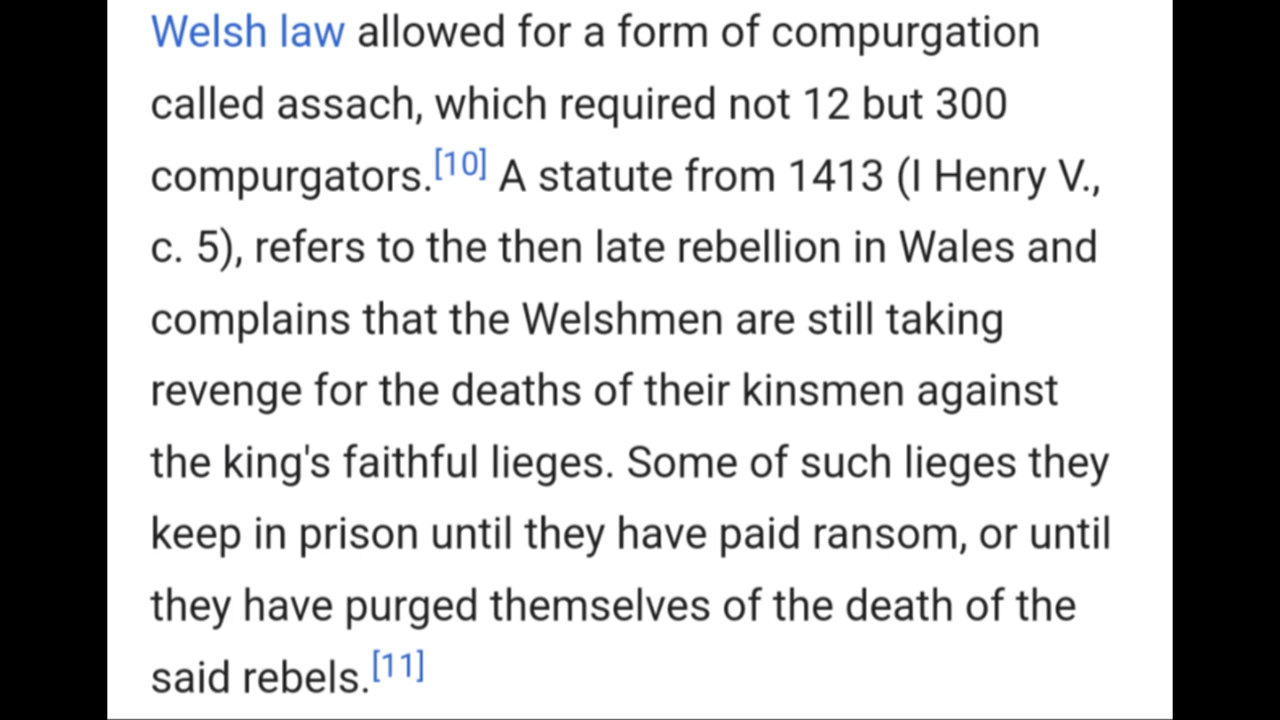 Welsh law allowed for a form of compurgation
called assach, which required not 12 but 300
compurgators.[10] A statute from 1413 (I Henry V.,
c. 5), refers to the then late rebellion in Wales and
complains that the Welshmen are still taking
revenge for the deaths of their kinsmen against
the king's faithful lieges. Some of such lieges they
keep in prison until they have paid ransom, or until
they have purged themselves of the death of the
said rebels.[11]